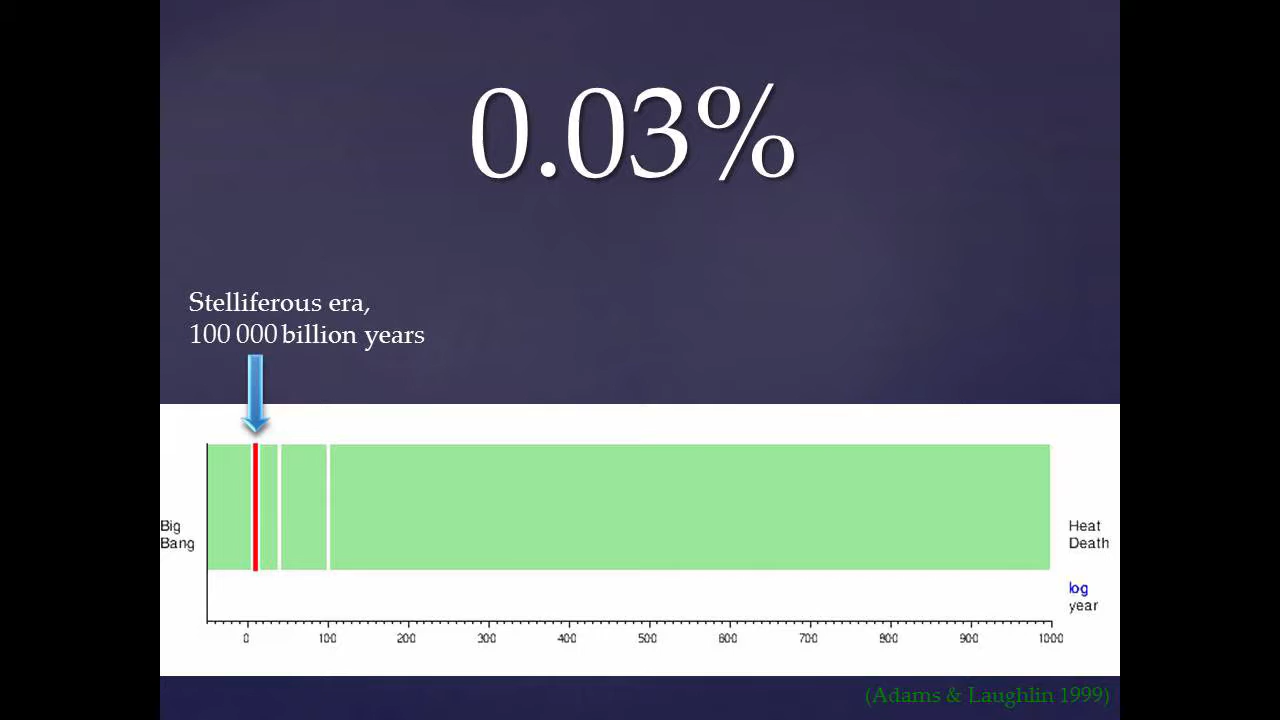 0.03%
Stelliferous era,
100 000 billion years
Big
Bang
Heat
Death
log
year
0 100 200 300 400 500 600 700 800 900 1000
(Adams & Laughlin 1999)